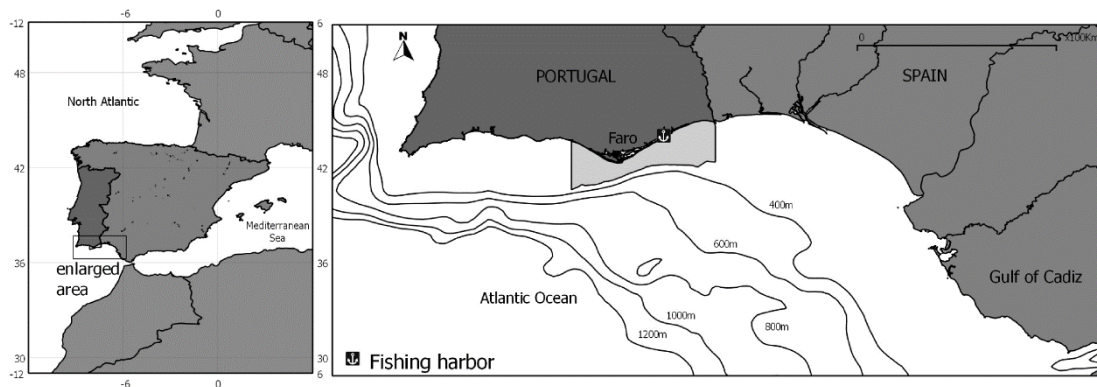 -12
-6
0
6
48
North Atlantic
42
Mediterranean
Sea
36
enlarged
area
30
-12
-6
0
6
N
PORTUGAL
SPAIN
0
x100Km
Faro
48
42
36
30
400m
600m
800m
1000m
1200m
Atlantic Ocean
Gulf of Cadiz
Fishing harbor